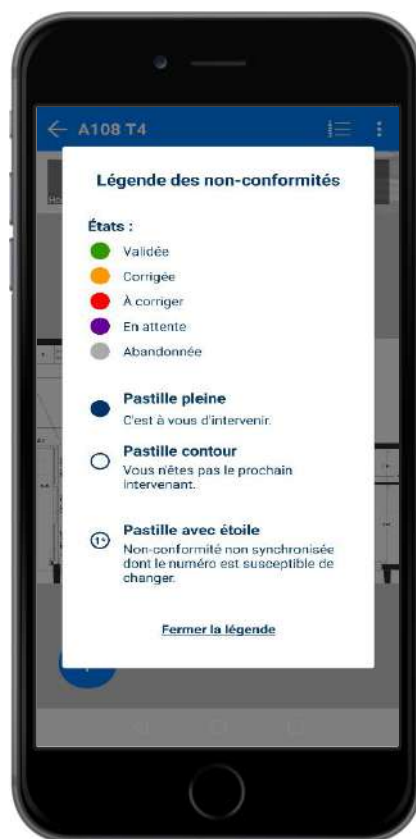 A108 T4
Légende des non-conformités
États :
Validée
Corrigée
À corriger
En attente
Abandonnée
Pastille pleine
C'est à vous d'intervenir.
Pastille contour
Vous n'êtes pas le prochain
intervenant.
1*
Pastille avec étoile
Non-conformité non synchronisée
dont le numéro est susceptible de
changer.
Fermer la légende